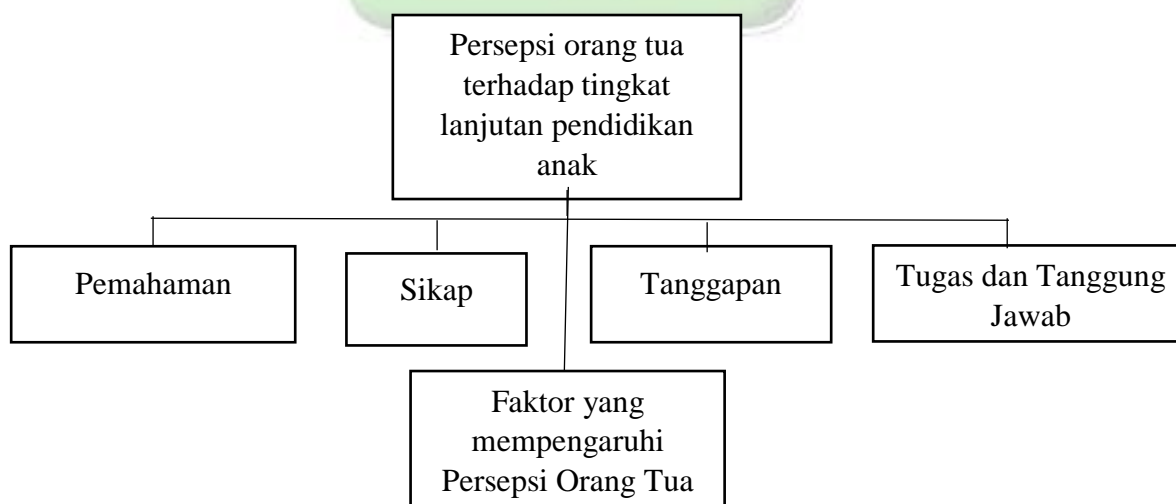 Persepsi orang tua
terhadap tingkat
lanjutan pendidikan
anak
Pemahaman
Sikap
Tanggapan
Tugas dan Tanggung
Jawab
Faktor yang
mempengaruhi
Persepsi Orang Tua